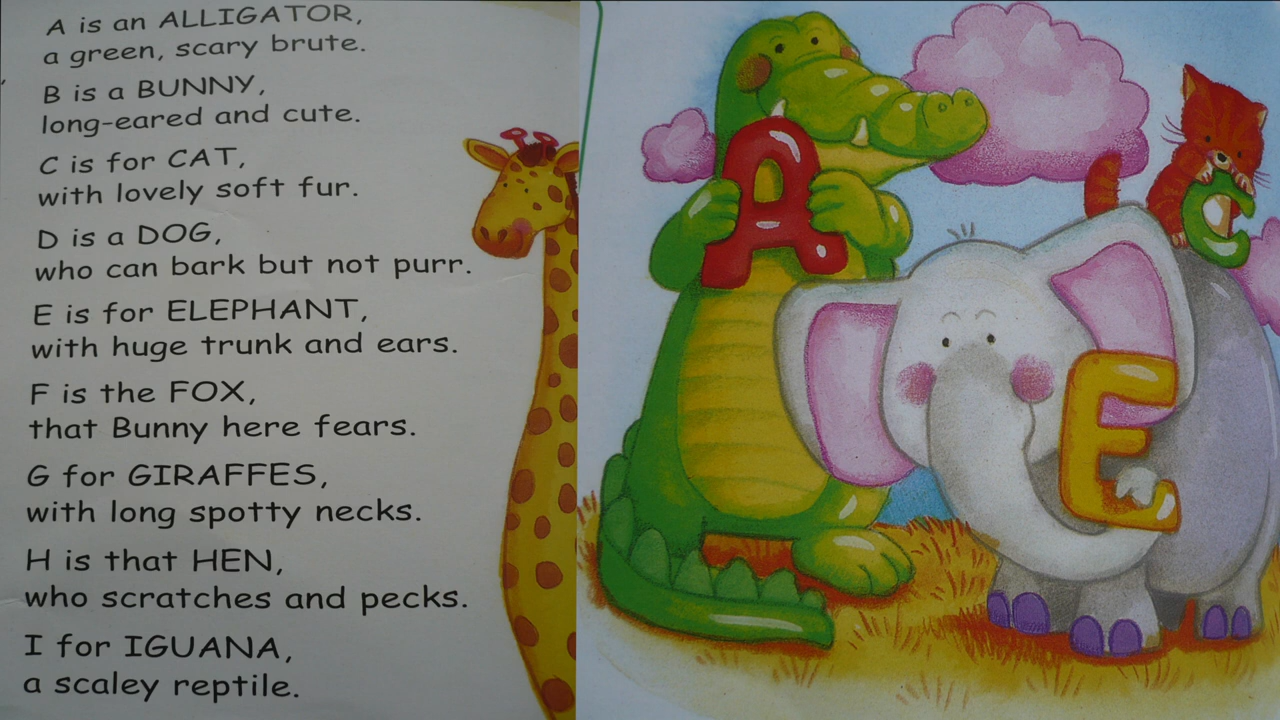 A is an ALLIGATOR,
a green, scary brute.
B is a BUNNY,
long-eared and cute.
C is for CAT,
with lovely soft fur.
D is a DOG,
who can bark but not purr.
E is for ELEPHANT,
with huge trunk and ears.
F is the FOX,
that Bunny here fears.
G for GIRAFFES,
with long spotty necks.
H is that HEN,
who scratches and pecks.
I for IGUANA,
a scaley reptile.
A
C
E